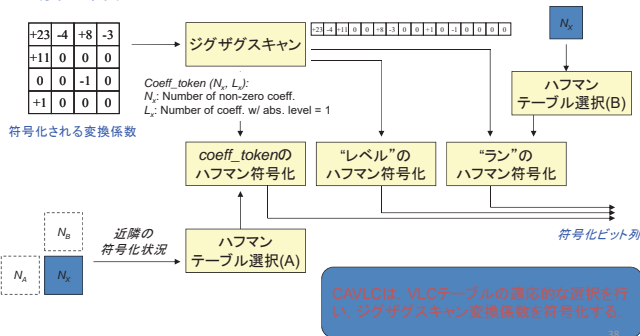 +23 -4 +8 -3
+11 0 0 0
0 0 -1 0
+1 0 0 0
符号化される変換係数
ジグザグスキャン
+23 -4 +11 0 0 +8 -3 0 0 +1 0 -1 0 0 0 0
Coeff_token (Nx, Lx):
Nx: Number of non-zero coeff.
Lx: Number of coeff. w/ abs. level = 1
Nx
ハフマン
テーブル選択(B)
coeff_tokenの
ハフマン符号化
“レベル”の
ハフマン符号化
“ラン”の
ハフマン符号化
符号化ビット列
NB
NA
NX
近隣の
符号化状況
ハフマン
テーブル選択(A)
CAVLCは、VLCテーブルの適応的な選択を行
い、ジグザグスキャン変換係数を符号化する
38